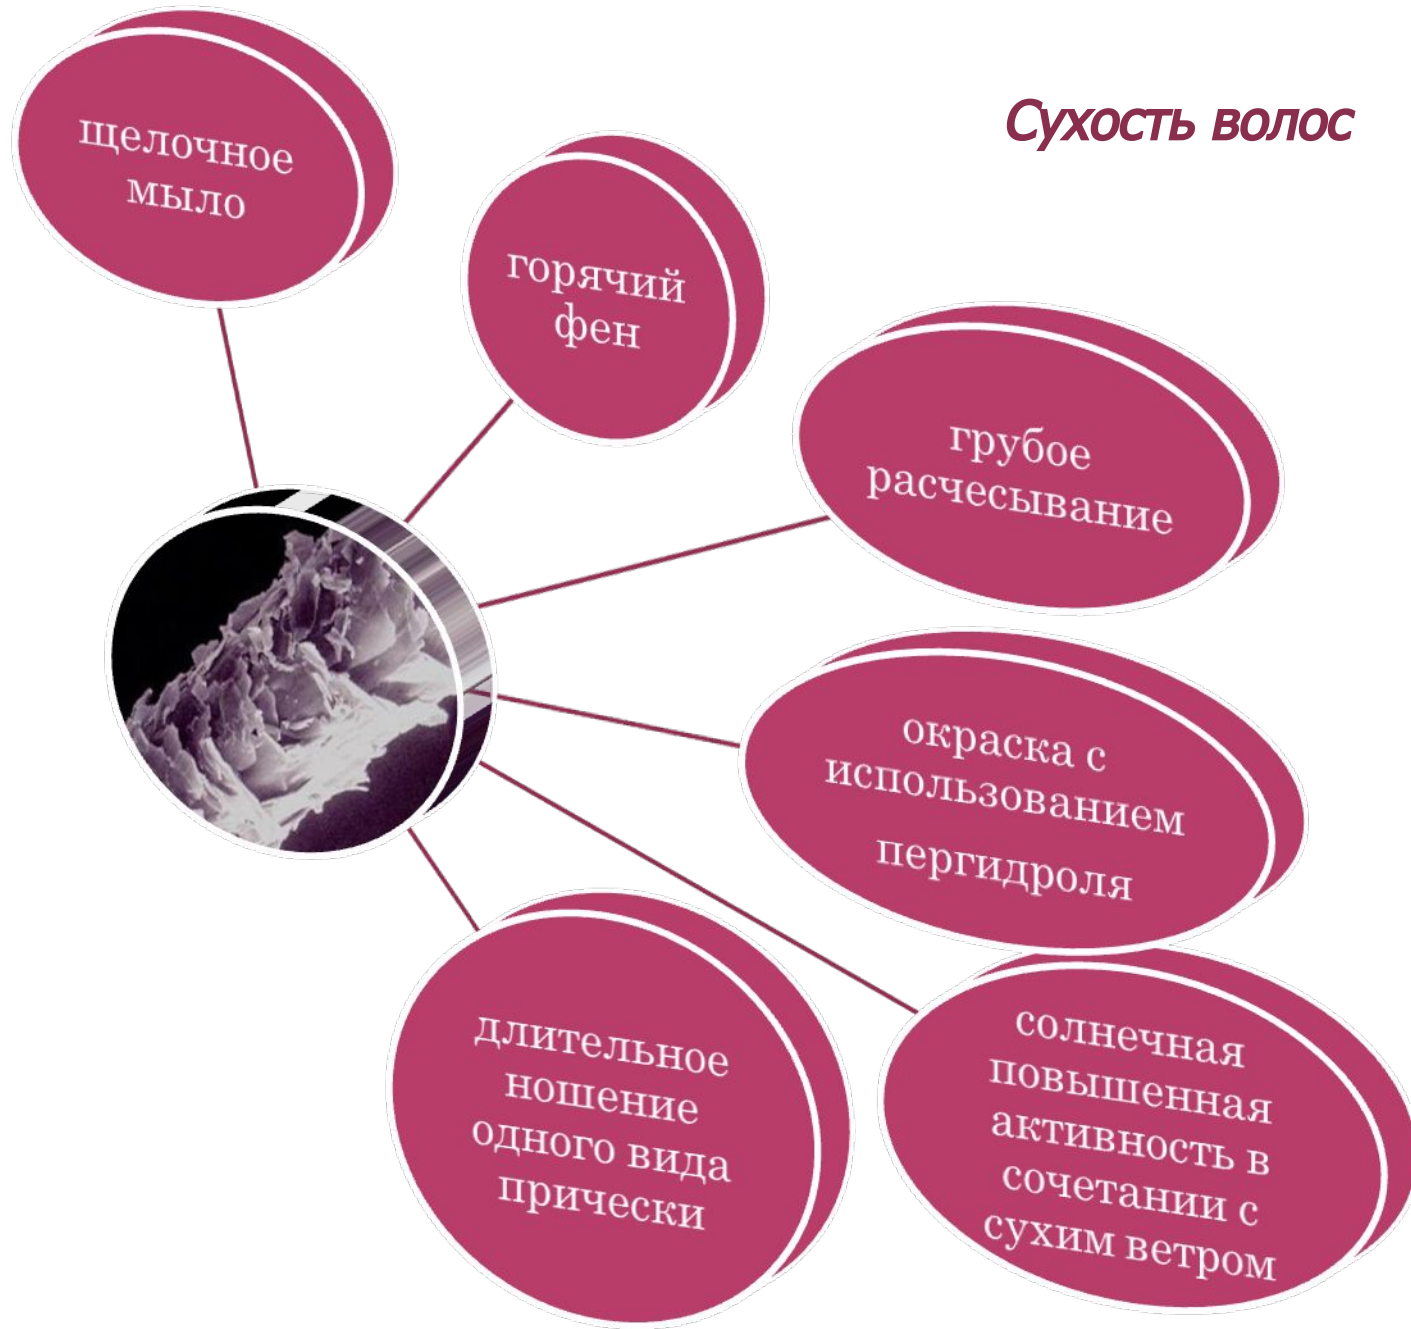 Сухость волос
щелочное
мыло
горячий
фен
грубое
расчесывание
окраска с
использованием
пергидроля
солнечная
повышенная
активность в
сочетании с
сухим ветром
длительное
ношение
одного вида
прически